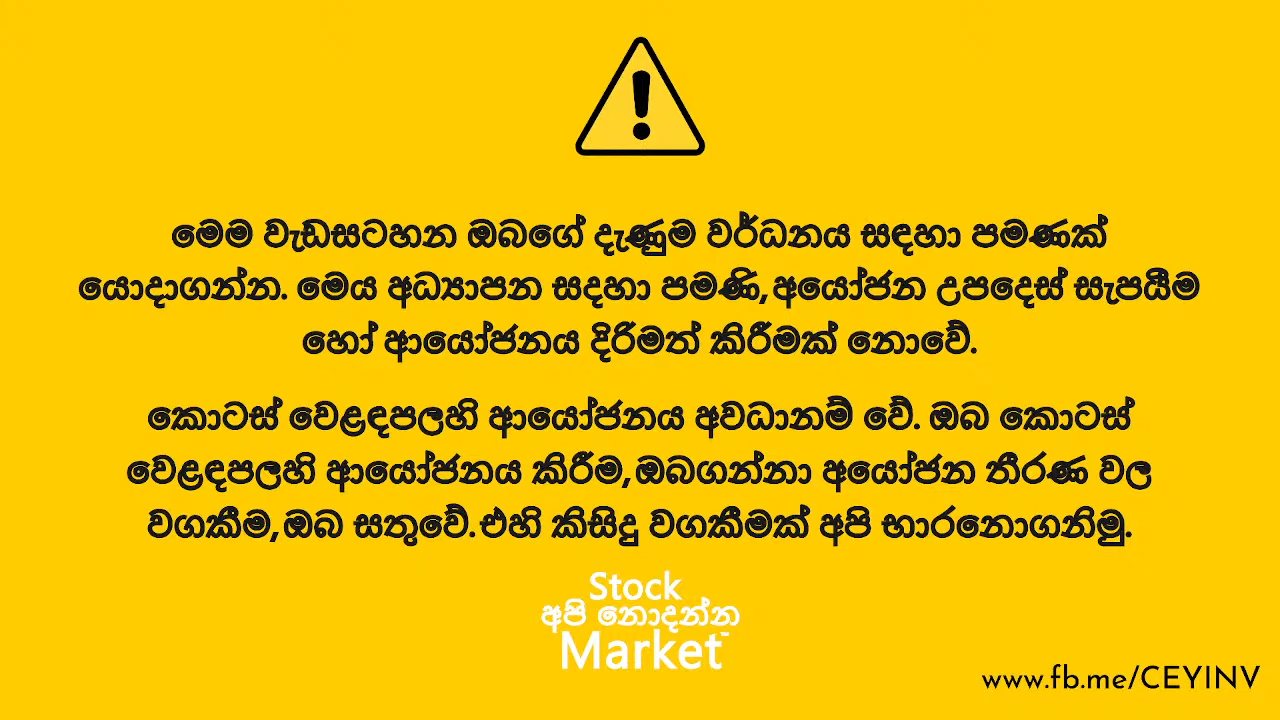 මෙම වැඩසටහන ඔබගේ දැණුම වර්ධනය සඳහා පමණක්
යොදාගන්න. මෙය අධ්‍යාපන සඳහා පමණි,අයෝජන උපදෙස් සැපයීම
හෝ ආයෝජනය දිරිමත් කිරීමක් නොවේ.
කොටස් වෙළඳපලහි ආයෝජනය අවධානම් වේ. ඔබ කොටස්
වෙළඳපලහි ආයෝජනය කිරීම,ඔබගන්නා අයෝජන තීරණ වල
වගකීම,ඔබ සතුවේ.එහි කිසිදු වගකීමක් අපි භාරනොගනිමු.
Stock
අපි නොදන්න
Market™
www.fb.me/CEYINV